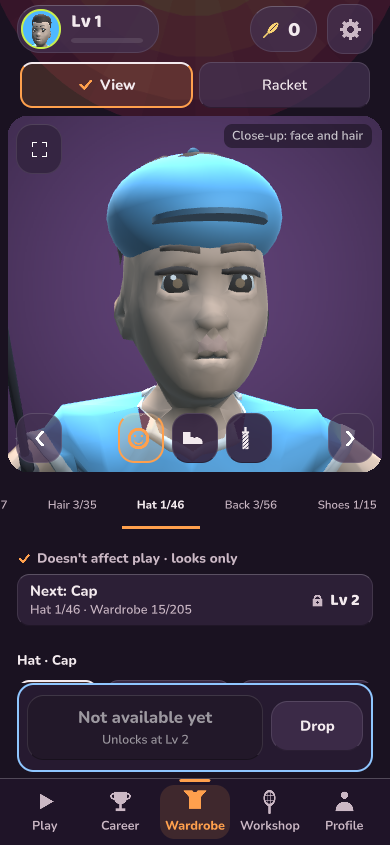 Lv 1
0
View
Racket
Close-up: face and hair
7
Hair 3/35
Hat 1/46
Back 3/56
Shoes 1/15
Doesn't affect play · looks only
Next: Cap
Hat 1/46 · Wardrobe 15/205
Lv 2
Hat · Cap
Not available yet
Unlocks at Lv 2
Drop
Play
Career
Wardrobe
Workshop
Profile